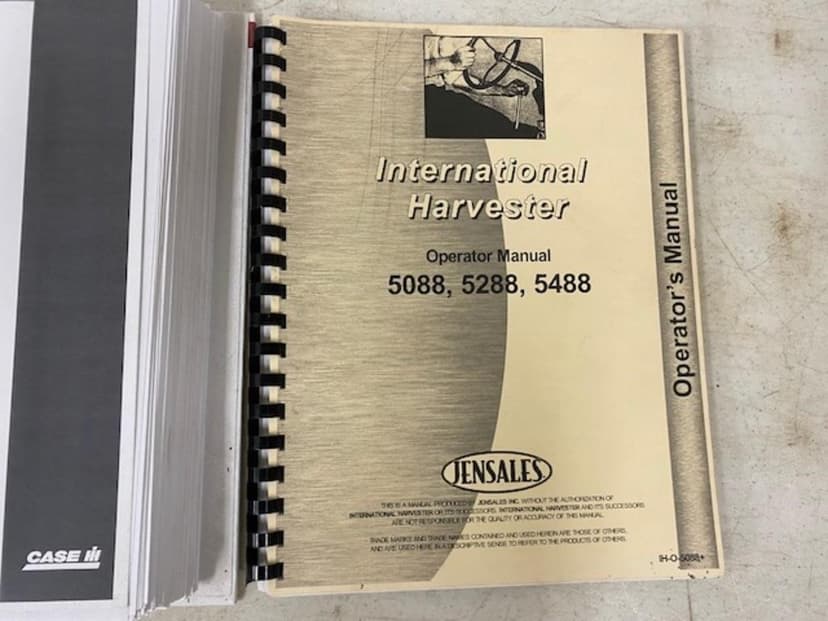 CASE IH
International
Harvester
Operator Manual
5088, 5288, 5488
Operator's Manual
JENSALES
THIS IS A MANUAL PRODUCED BY JENSALES INC. WITHOUT THE AUTHORIZATION OF
INTERNATIONAL HARVESTER OR ITS SUCCESSORS. INTERNATIONAL HARVESTER AND ITS SUCCESSORS
ARE NOT RESPONSIBLE FOR THE QUALITY OR ACCURACY OF THIS MANUAL.
TRADE MARKS AND TRADE NAMES CONTAINED AND USED HEREIN ARE THOSE OF OTHERS,
AND ARE USED HERE IN A DESCRIPTIVE SENSE TO REFER TO THE PRODUCTS OF OTHERS.
IH-O-5088+